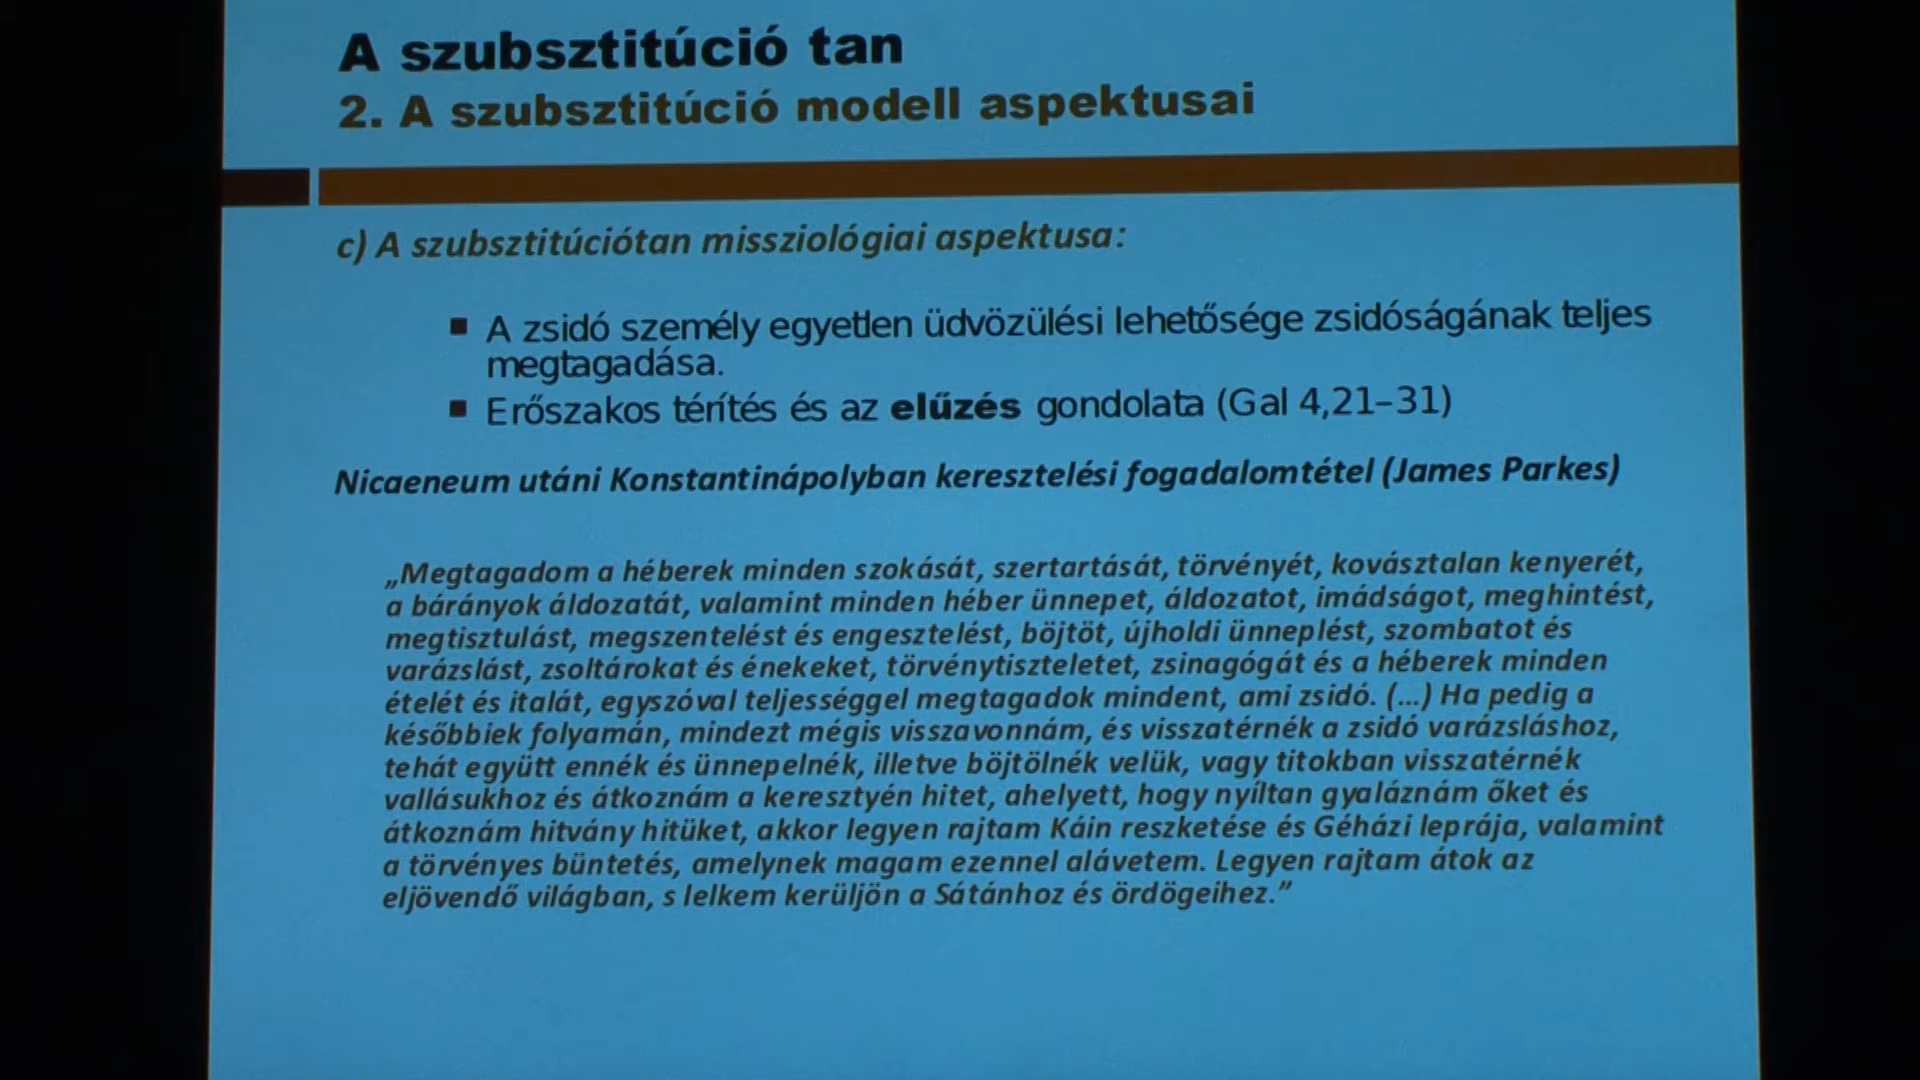 A szubsztitúció tan
2. A szubsztitúció modell aspektusai
c) A szubsztitúciótan missziológiai aspektusa:
▪ A zsidó személy egyetlen üdvözülési lehetősége zsidóságának teljes
megtagadása.
▪ Erőszakos térítés és az elűzés gondolata (Gal 4,21–31)
Nicaeneum utáni Konstantinápolyban keresztelési fogadalomtétel (James Parkes)
„Megtagadom a héberek minden szokását, szertartását, törvényét, kovásztalan kenyerét,
a bárányok áldozatát, valamint minden héber ünnepet, áldozatot, imádságot, meghintést,
megtisztulást, megszentelést és engesztelést, böjtöt, újholdi ünneplést, szombatot és
varázslást, zsoltárokat és énekeket, törvénytiszteletet, zsinagógát és a héberek minden
ételét és italát, egyszóval teljességgel megtagadok mindent, ami zsidó. (...) Ha pedig a
későbbiek folyamán, mindezt mégis visszavonnám, és visszatérnék a zsidó varázsláshoz,
tehát együtt ennék és ünnepelnék, illetve böjtölnék velük, vagy titokban visszatérnék
vallásukhoz és átkoznám a keresztyén hitet, ahelyett, hogy nyíltan gyaláznám őket és
átkoznám hitvány hitüket, akkor legyen rajtam Káin reszketése és Géházi leprája, valamint
a törvényes büntetés, amelynek magam ezennel alávetem. Legyen rajtam átok az
eljövendő világban, s lelkem kerüljön a Sátánhoz és ördögeihez.”